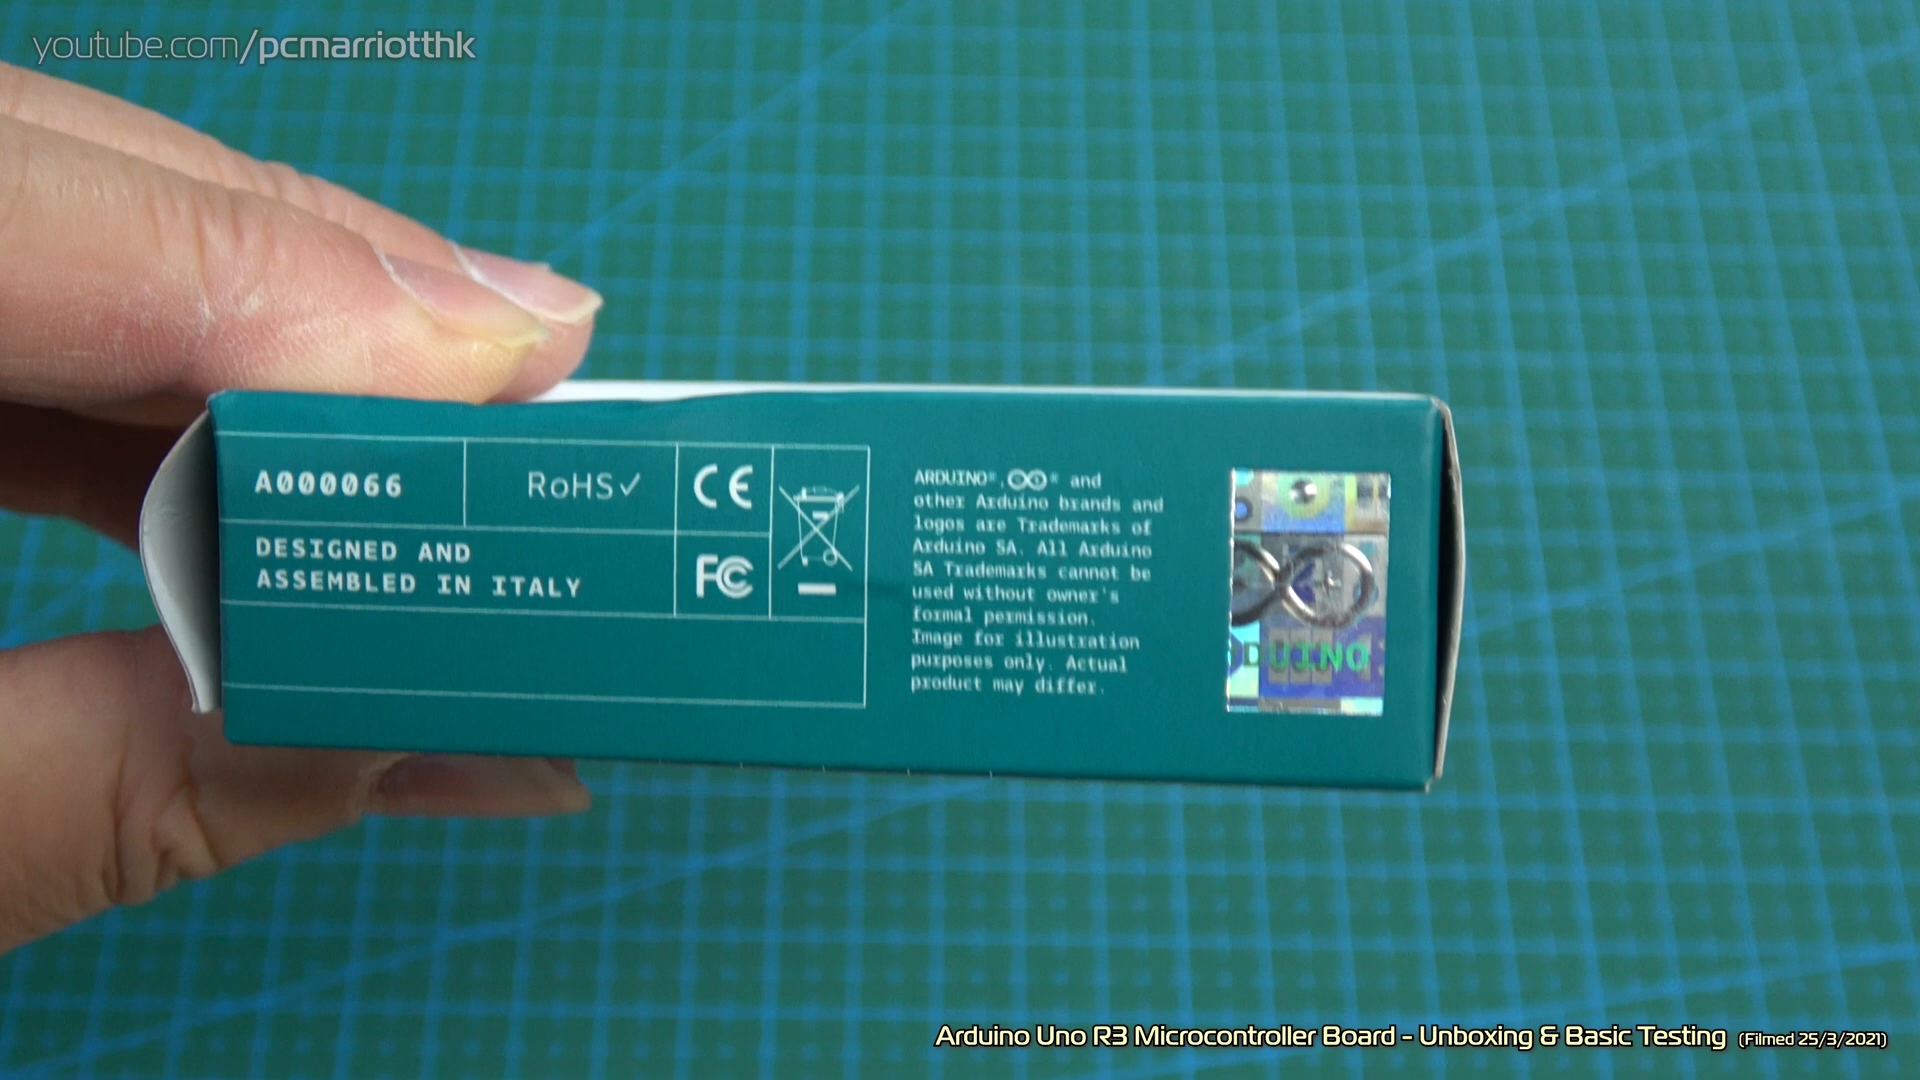 youtube.com/pcmarriotthk
A000066
RoHS✓
CE
DESIGNED AND
ASSEMBLED IN ITALY
FC
ARDUINO®, ∞® and
other Arduino brands and
logos are Trademarks of
Arduino SA. All Arduino
SA Trademarks cannot be
used without owner's
formal permission.
Image for illustration
purposes only. Actual
product may differ.
DUINO
Arduino Uno R3 Microcontroller Board - Unboxing & Basic Testing (Filmed 25/3/2021)